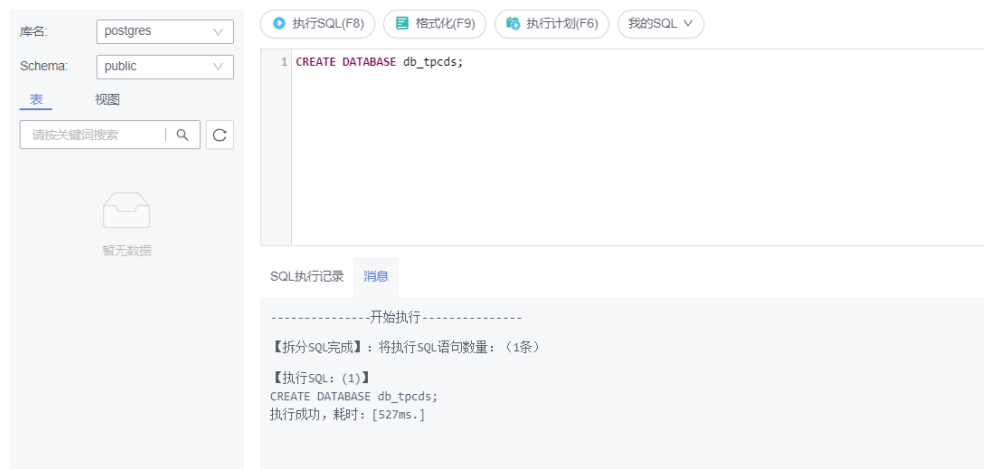 库名:
postgres
Schema:
public
表
视图
请按关键词搜索
暂无数据
执行SQL(F8)
格式化(F9)
执行计划(F6)
我的SQL
1 CREATE DATABASE db_tpcds;
SQL执行记录
消息
---------------开始执行---------------
【拆分SQL完成】：将执行SQL语句数量：（1条）
【执行SQL：(1)】
CREATE DATABASE db_tpcds;
执行成功，耗时：[527ms.]